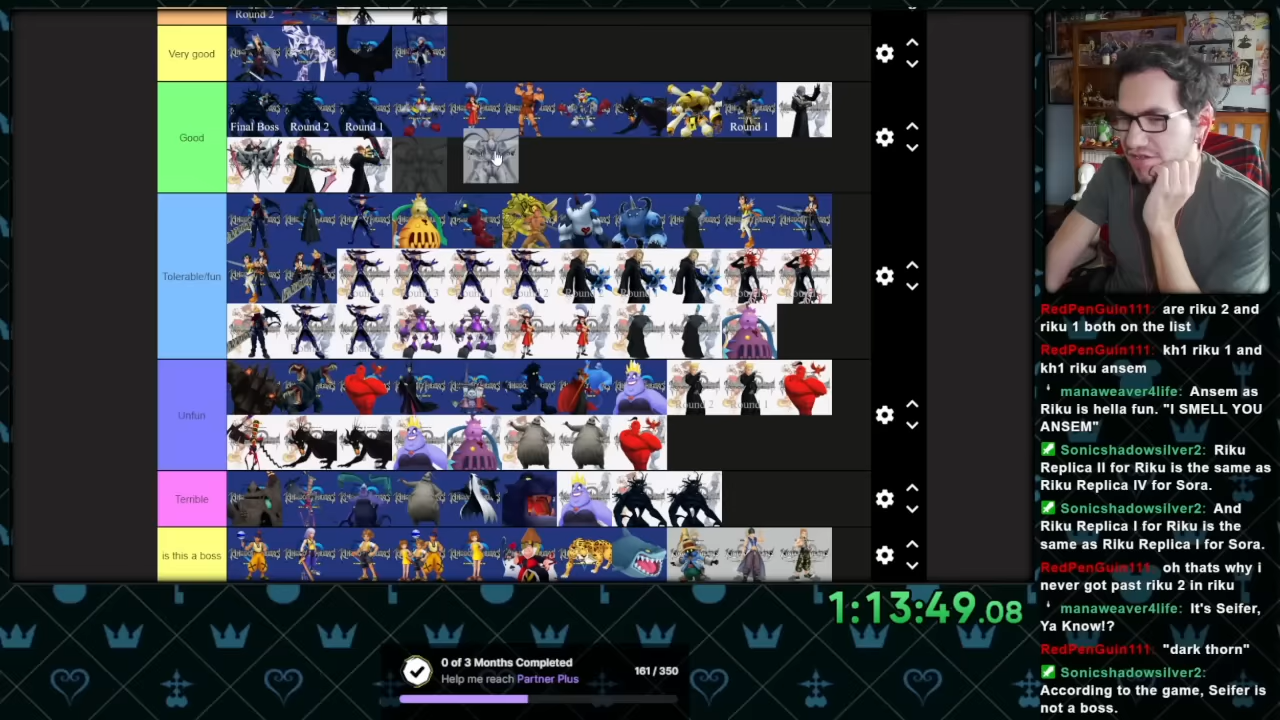 Round 2
Very good
Good
Final Boss
Round 2
Round 1
Round 1
Tolerable/fun
Unfun
Terrible
is this a boss
RedPenGuin111: are riku 2 and
riku 1 both on the list
RedPenGuin111: kh1 riku 1 and
kh1 riku ansem
manaweaver4life: Ansem as
Riku is hella fun. "I SMELL YOU
ANSEM"
Sonicshadowsilver2: Riku
Replica II for Riku is the same as
Riku Replica IV for Sora.
Sonicshadowsilver2: And
Riku Replica I for Riku is the
same as Riku Replica I for Sora.
RedPenGuin111: oh thats why i
never got past riku 2 in riku
manaweaver4life: It's Seifer,
Ya Know!?
RedPenGuin111: "dark thorn"
Sonicshadowsilver2:
According to the game, Seifer is
not a boss.
1:13:49.08
0 of 3 Months Completed
161 / 350
Help me reach Partner Plus